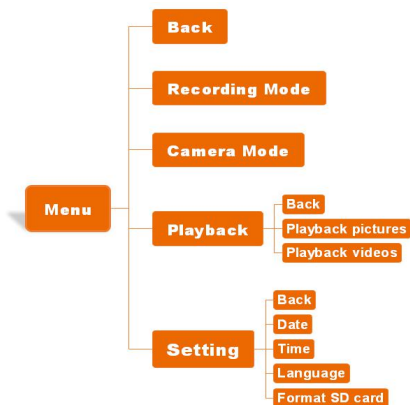 Menu
Back
Recording Mode
Camera Mode
Playback
Back
Playback pictures
Playback videos
Setting
Back
Date
Time
Language
Format SD card